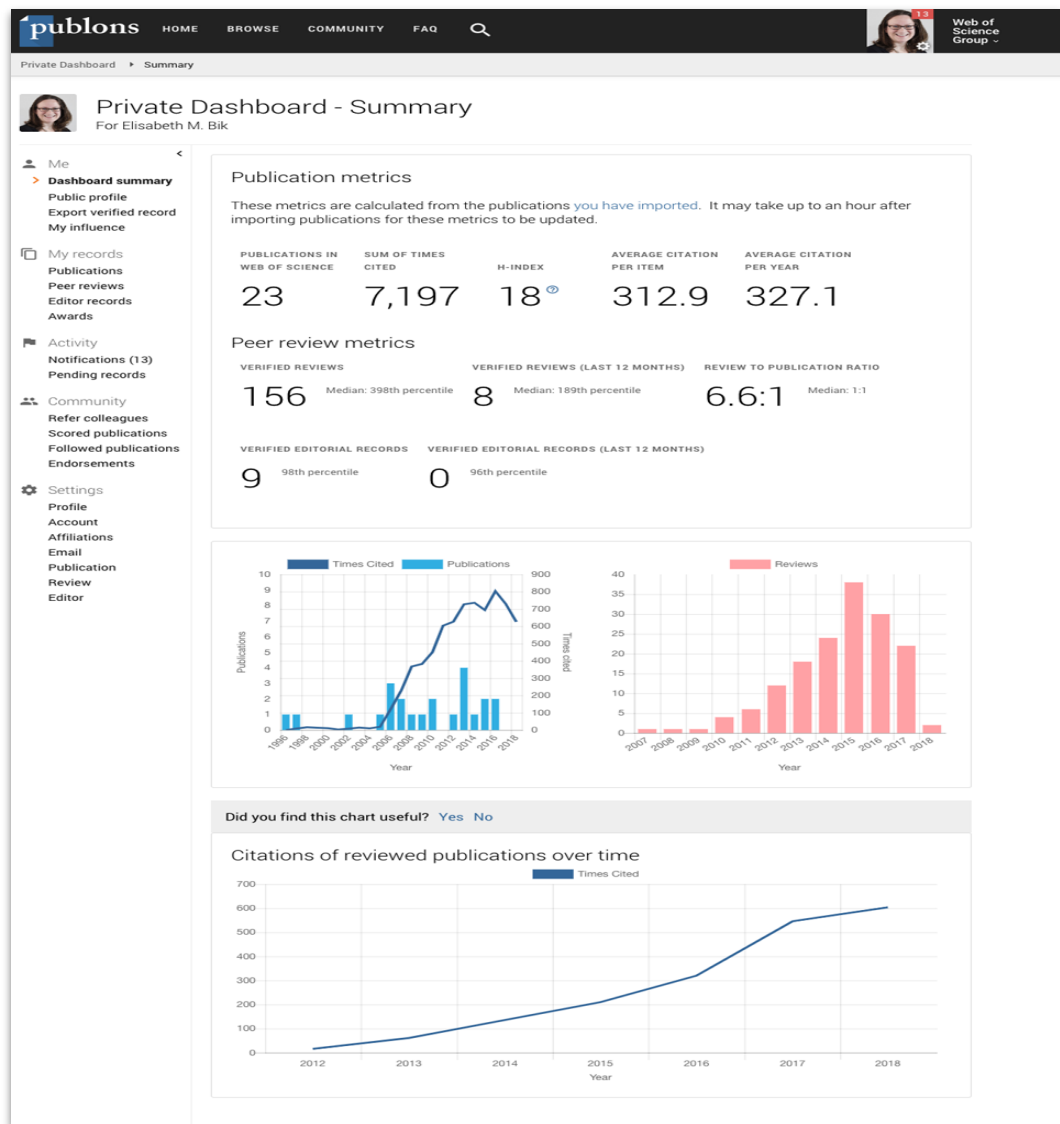 publons HOME BROWSE COMMUNITY FAQ
13
Web of
Science
Group
Private Dashboard Summary
Private Dashboard - Summary
For Elisabeth M. Bik
Me
Dashboard summary
Public profile
Export verified record
My influence
My records
Publications
Peer reviews
Editor records
Awards
Activity
Notifications (13)
Pending records
Community
Refer colleagues
Scored publications
Followed publications
Endorsements
Settings
Profile
Account
Affiliations
Email
Publication
Review
Editor
Publication metrics
These metrics are calculated from the publications you have imported. It may take up to an hour after
importing publications for these metrics to be updated.
PUBLICATIONS IN SUM OF TIMES AVERAGE CITATION AVERAGE CITATION
WEB OF SCIENCE CITED H-INDEX PER ITEM PER YEAR
23 7,197 18 ? 312.9 327.1
Peer review metrics
VERIFIED REVIEWS VERIFIED REVIEWS (LAST 12 MONTHS) REVIEW TO PUBLICATION RATIO
156 Median: 398th percentile 8 Median: 189th percentile 6.6:1 Median: 1:1
VERIFIED EDITORIAL RECORDS VERIFIED EDITORIAL RECORDS (LAST 12 MONTHS)
9 98th percentile 0 96th percentile
Times Cited Publications
10 900
9 800
8 700
7 600
6 500
5 400
4 300
3 200
2 100
1 0
0
Publications
Times cited
1996 1998 2000 2002 2004 2006 2008 2010 2012 2014 2016 2018
Year
Reviews
40
35
30
25
20
15
10
5
0
2007 2008 2009 2010 2011 2012 2013 2014 2015 2016 2017 2018
Year
Did you find this chart useful? Yes No
Citations of reviewed publications over time
Times Cited
700
600
500
400
300
200
100
0
2012 2013 2014 2015 2016 2017 2018
Year